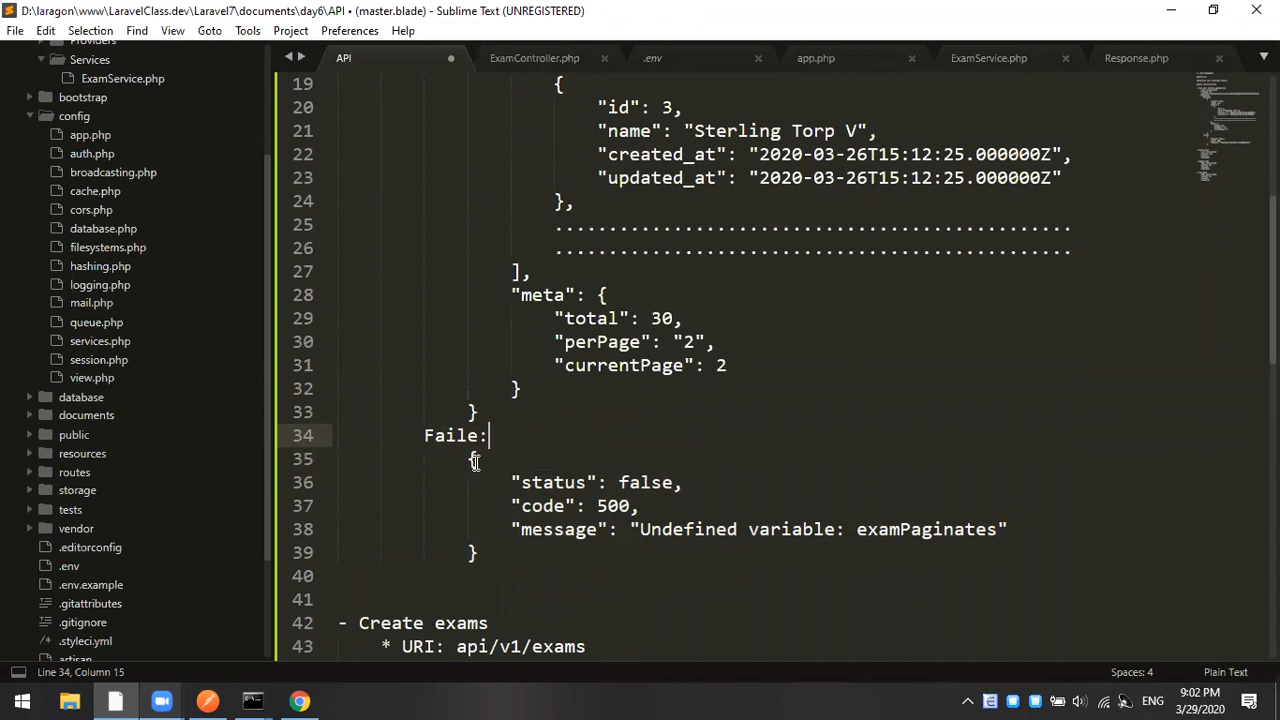 D:\laragon\www\LaravelClass.dev\Laravel7\documents\day6\API • (master.blade) - Sublime Text (UNREGISTERED)
File Edit Selection Find View Goto Tools Project Preferences Help
Providers
Services
ExamService.php
bootstrap
config
app.php
auth.php
broadcasting.php
cache.php
cors.php
database.php
filesystems.php
hashing.php
logging.php
mail.php
queue.php
services.php
session.php
view.php
database
documents
public
resources
routes
storage
tests
vendor
.editorconfig
.env
.env.example
.gitattributes
.gitignore
.styleci.yml
artisan
API ExamController.php .env app.php ExamService.php Response.php
19 {
20 "id": 3,
21 "name": "Sterling Torp V",
22 "created_at": "2020-03-26T15:12:25.000000Z",
23 "updated_at": "2020-03-26T15:12:25.000000Z"
24 },
25 ................................................
26 ................................................
27 ],
28 "meta": {
29 "total": 30,
30 "perPage": "2",
31 "currentPage": 2
32 }
33 }
34 Faile:
35 {
36 "status": false,
37 "code": 500,
38 "message": "Undefined variable: examPaginates"
39 }
40
41
42 - Create exams
43 * URI: api/v1/exams
Line 34, Column 15 Spaces: 4 Plain Text
ENG 9:02 PM
3/29/2020